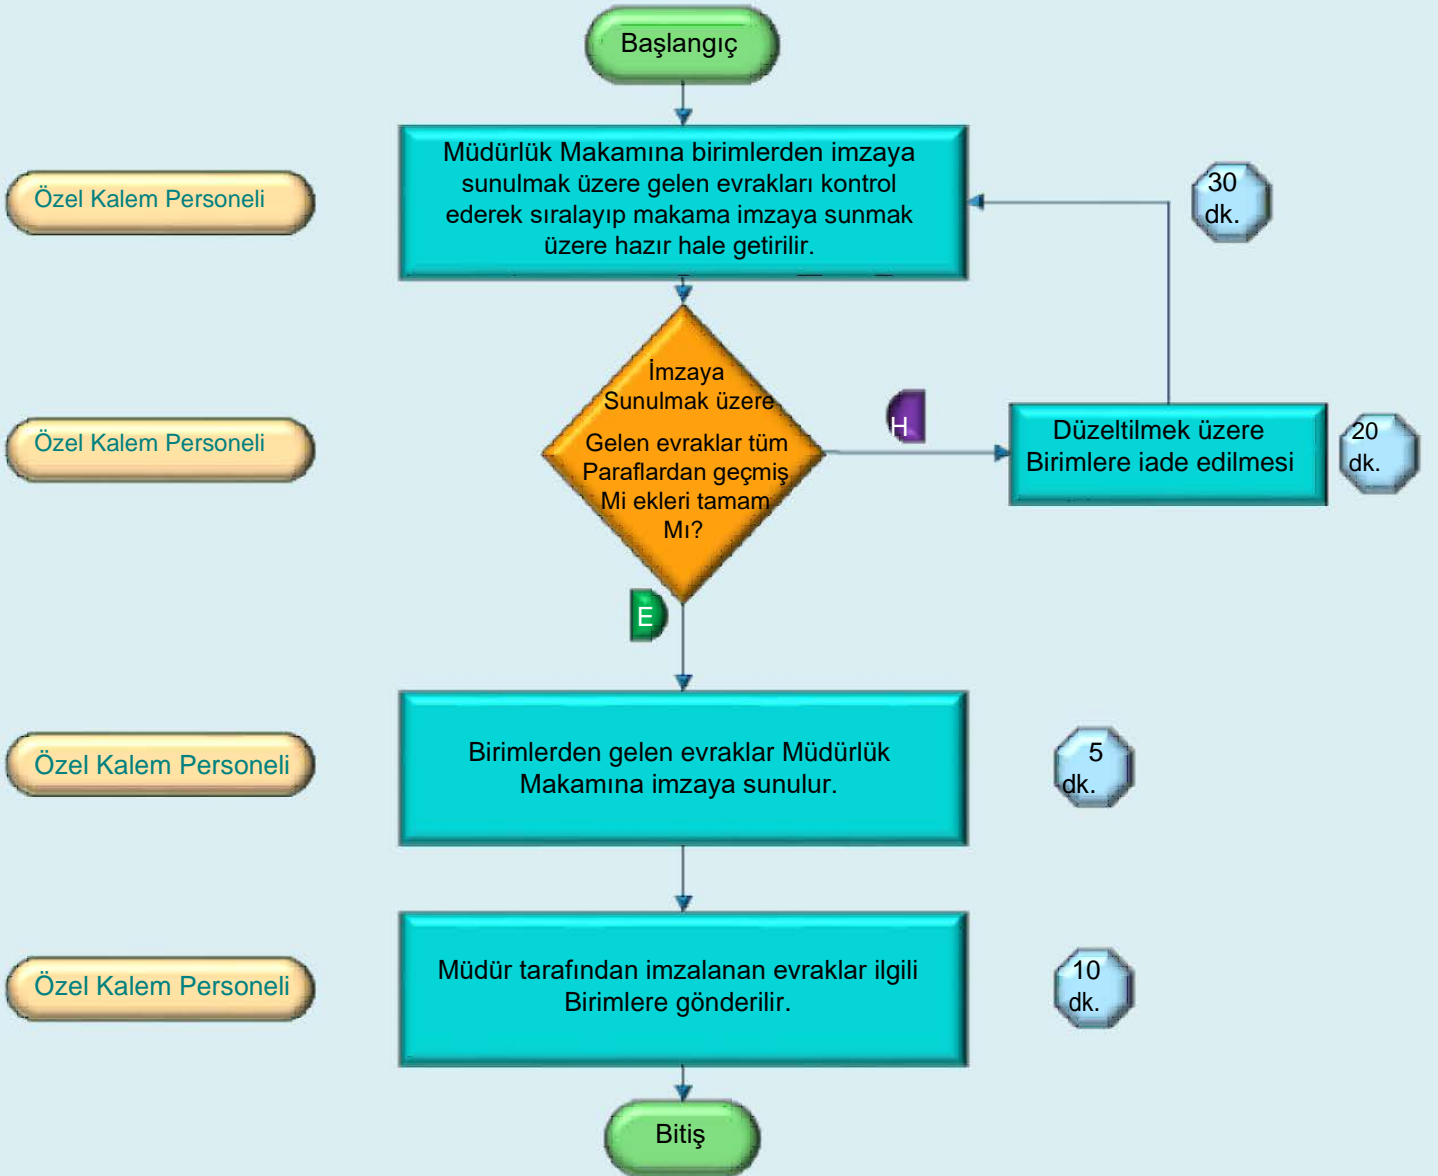 Başlangıç
Özel Kalem Personeli
Müdürlük Makamına birimlerden imzaya
sunulmak üzere gelen evrakları kontrol
ederek sıralayıp makama imzaya sunmak
üzere hazır hale getirilir.
30
dk.
Özel Kalem Personeli
İmzaya
Sunulmak üzere
Gelen evraklar tüm
Paraflardan geçmiş
Mi ekleri tamam
Mı?
H
Düzeltilmek üzere
Birimlere iade edilmesi
20
dk.
E
Özel Kalem Personeli
Birimlerden gelen evraklar Müdürlük
Makamına imzaya sunulur.
5
dk.
Özel Kalem Personeli
Müdür tarafından imzalanan evraklar ilgili
Birimlere gönderilir.
10
dk.
Bitiş